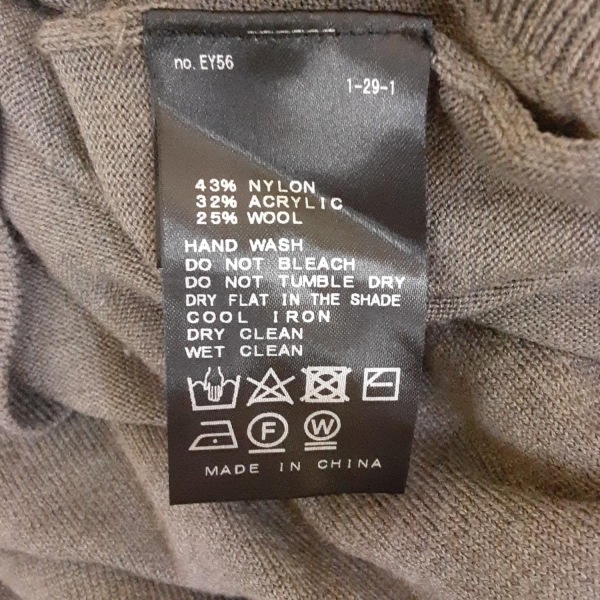 no. EY56
1-29-1
43% NYLON
32% ACRYLIC
25% WOOL
HAND WASH
DO NOT BLEACH
DO NOT TUMBLE DRY
DRY FLAT IN THE SHADE
COOL IRON
DRY CLEAN
WET CLEAN
F W
MADE IN CHINA